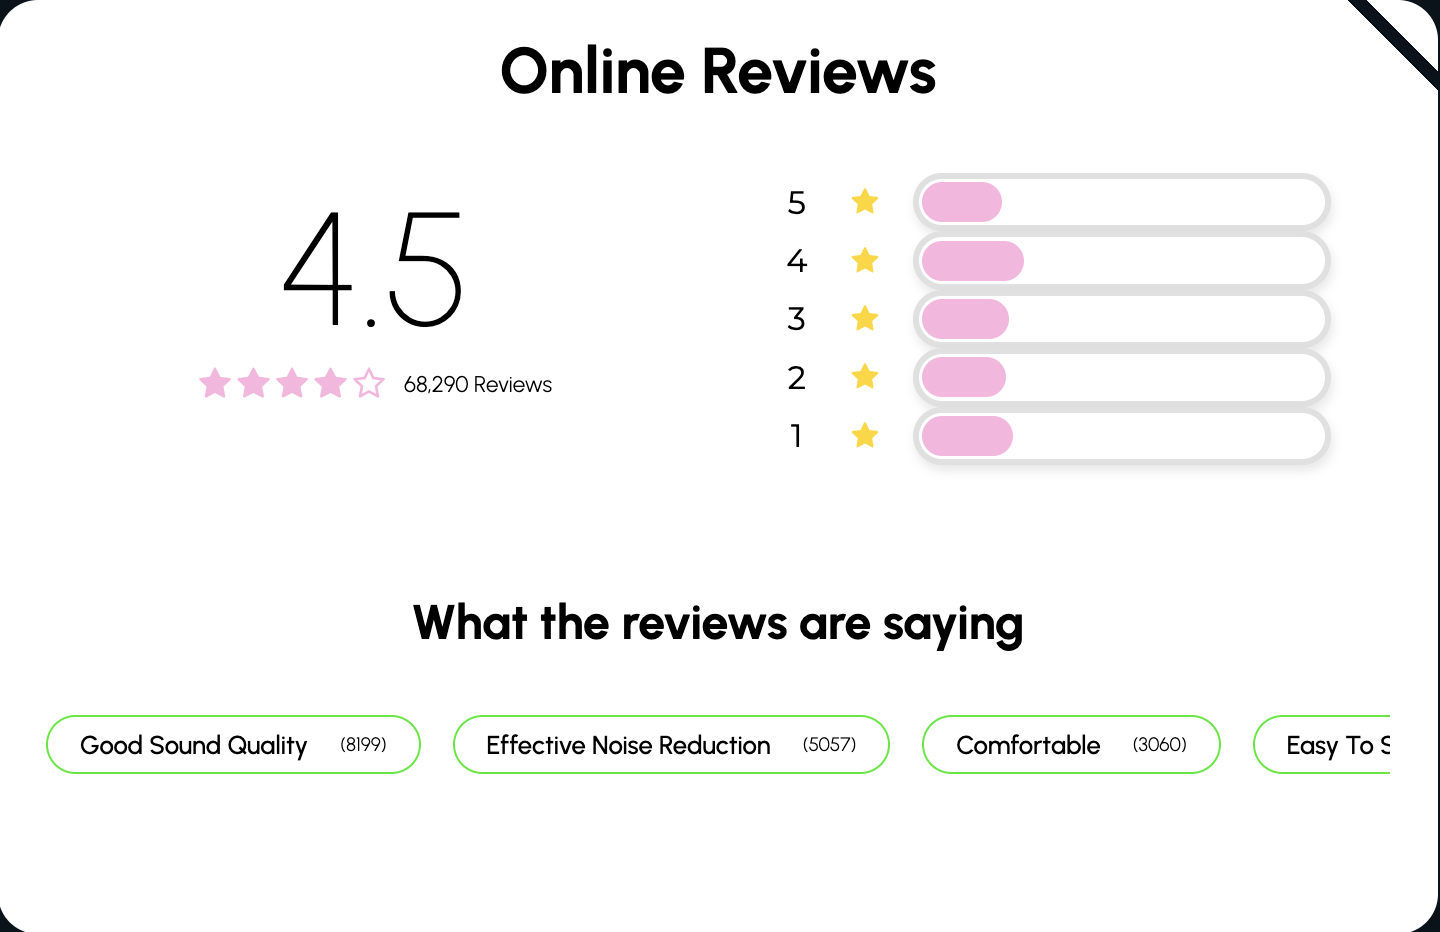 Online Reviews
4.5
68,290 Reviews
5
4
3
2
1
What the reviews are saying
Good Sound Quality (8199)
Effective Noise Reduction (5057)
Comfortable (3060)
Easy To S